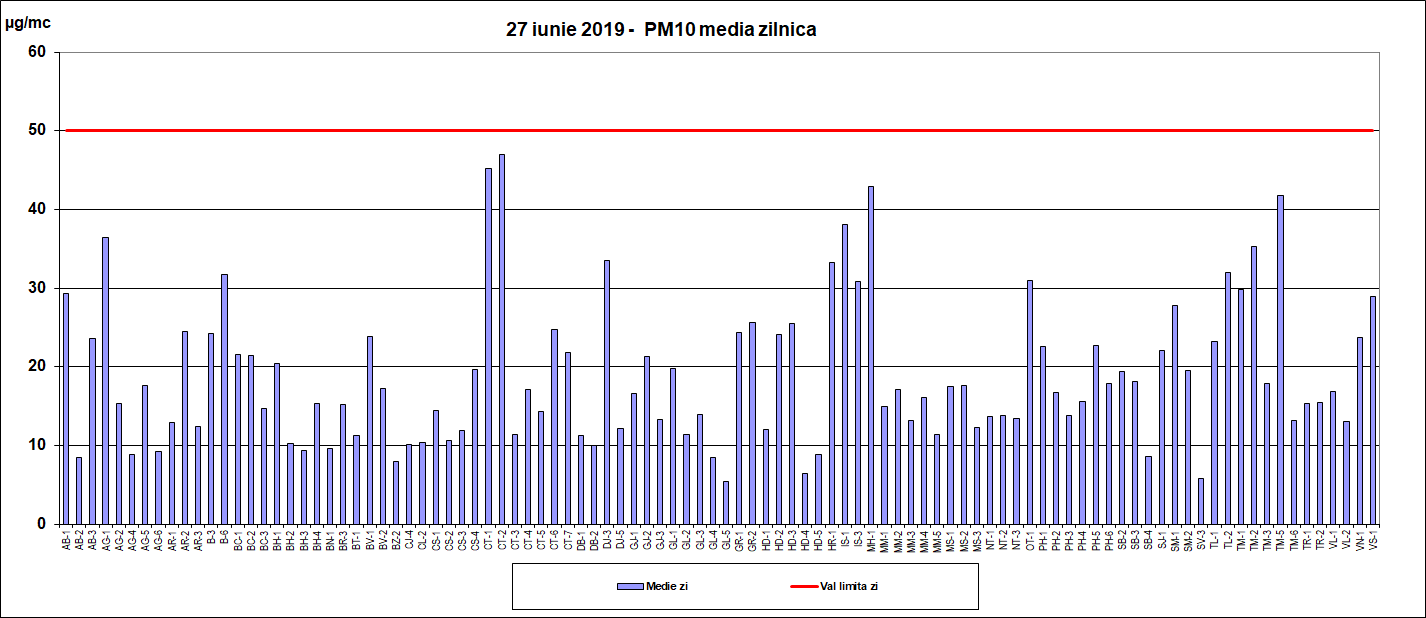 µg/mc
27 iunie 2019 - PM10 media zilnica
60
50
40
30
20
10
0
AB-1 AB-2 AB-3 AG-1 AG-2 AG-4 AG-5 AG-6 AR-1 AR-2 AR-3 B-3 B-6 BC-1 BC-2 BC-3 BH-1 BH-2 BH-3 BH-4 BN-1 BR-3 BT-1 BV-1 BV-2 BZ-2 CJ-4 CL-2 CS-1 CS-2 CS-3 CS-4 CT-1 CT-2 CT-3 CT-4 CT-5 CT-6 CT-7 DB-1 DB-2 DJ-3 DJ-5 GJ-1 GJ-2 GJ-3 GL-1 GL-2 GL-3 GL-4 GL-5 GR-1 GR-2 HD-1 HD-2 HD-3 HD-4 HD-5 HR-1 IS-1 IS-3 MH-1 MM-1 MM-2 MM-3 MM-4 MM-5 MS-1 MS-2 MS-3 NT-1 NT-2 NT-3 OT-1 PH-1 PH-2 PH-3 PH-4 PH-5 PH-6 SB-2 SB-3 SB-4 SJ-1 SM-1 SM-2 SV-3 TL-1 TL-2 TM-1 TM-2 TM-3 TM-5 TM-6 TR-1 TR-2 VL-1 VL-2 VN-1 VS-1
Medie zi
Val limita zi